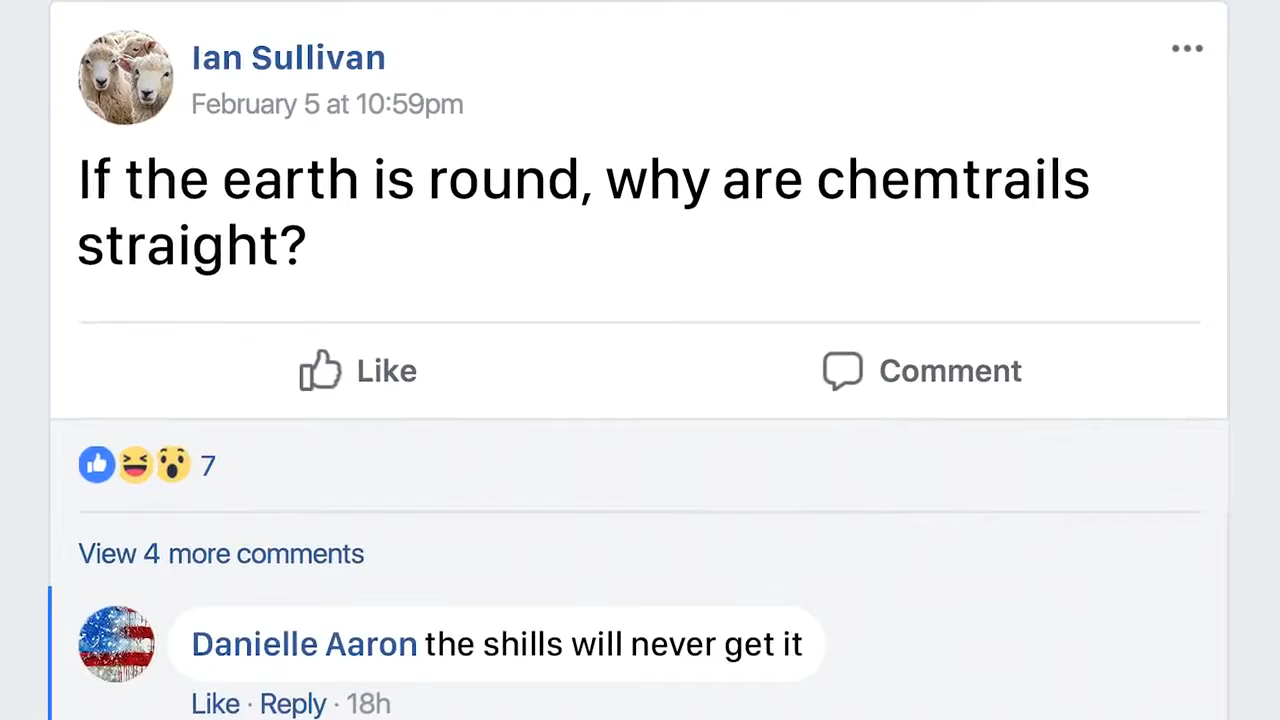 Ian Sullivan
February 5 at 10:59pm
If the earth is round, why are chemtrails
straight?
Like Comment
7
View 4 more comments
Danielle Aaron the shills will never get it
Like · Reply · 18h